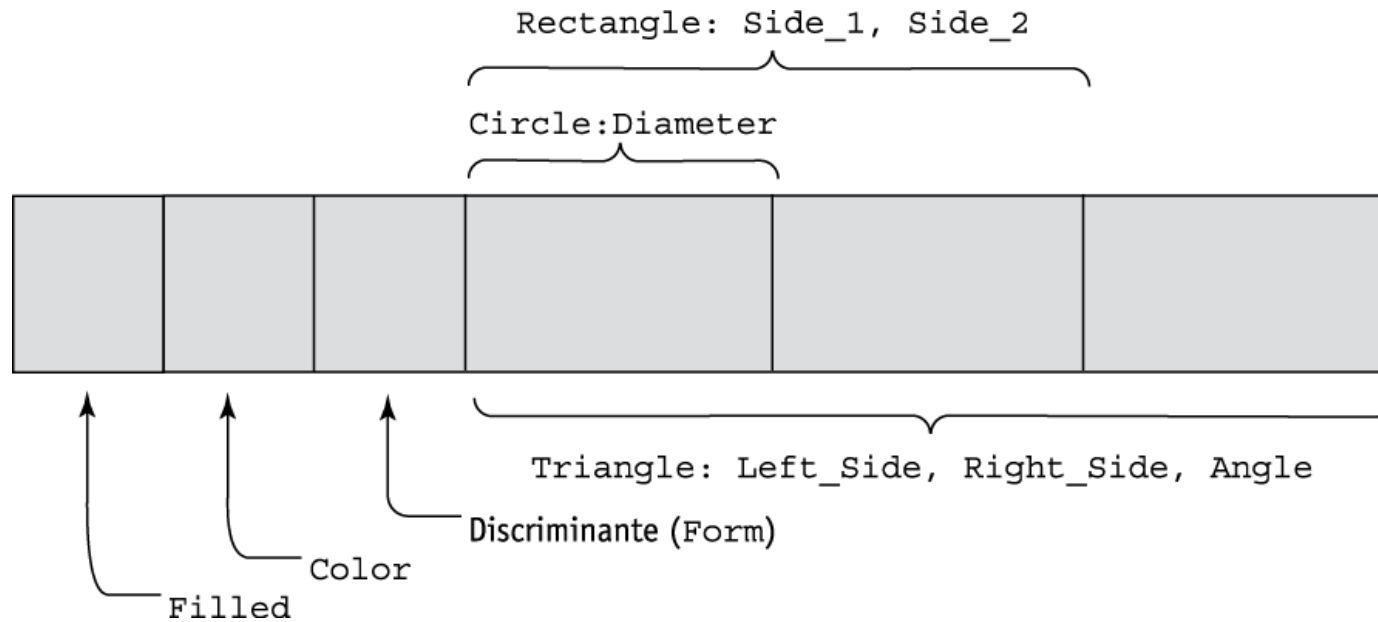 Rectangle: Side_1, Side_2
Circle:Diameter
Triangle: Left_Side, Right_Side, Angle
Discriminante (Form)
Color
Filled